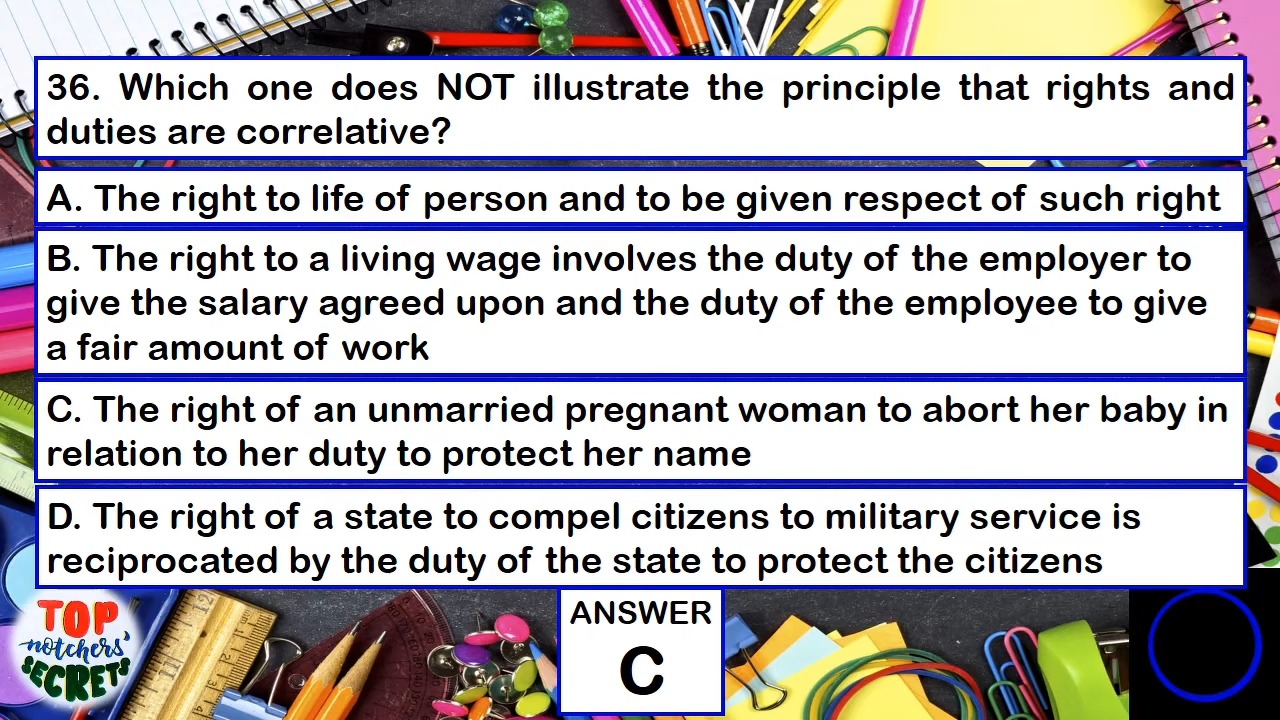 36. Which one does NOT illustrate the principle that rights and
duties are correlative?
A. The right to life of person and to be given respect of such right
B. The right to a living wage involves the duty of the employer to
give the salary agreed upon and the duty of the employee to give
a fair amount of work
C. The right of an unmarried pregnant woman to abort her baby in
relation to her duty to protect her name
D. The right of a state to compel citizens to military service is
reciprocated by the duty of the state to protect the citizens
ANSWER
C
TOP
notchers'
SECRETS
12